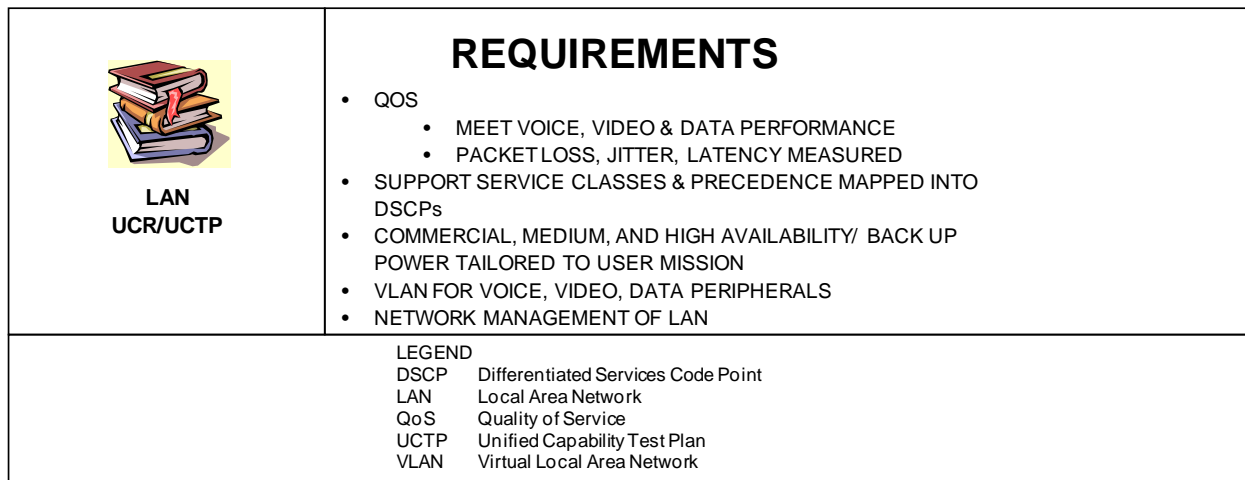 LAN
UCR/UCTP
REQUIREMENTS
• QOS
• MEET VOICE, VIDEO & DATA PERFORMANCE
• PACKET LOSS, JITTER, LATENCY MEASURED
• SUPPORT SERVICE CLASSES & PRECEDENCE MAPPED INTO
DSCPs
• COMMERCIAL, MEDIUM, AND HIGH AVAILABILITY/ BACK UP
POWER TAILORED TO USER MISSION
• VLAN FOR VOICE, VIDEO, DATA PERIPHERALS
• NETWORK MANAGEMENT OF LAN
LEGEND
DSCP Differentiated Services Code Point
LAN Local Area Network
QoS Quality of Service
UCTP Unified Capability Test Plan
VLAN Virtual Local Area Network